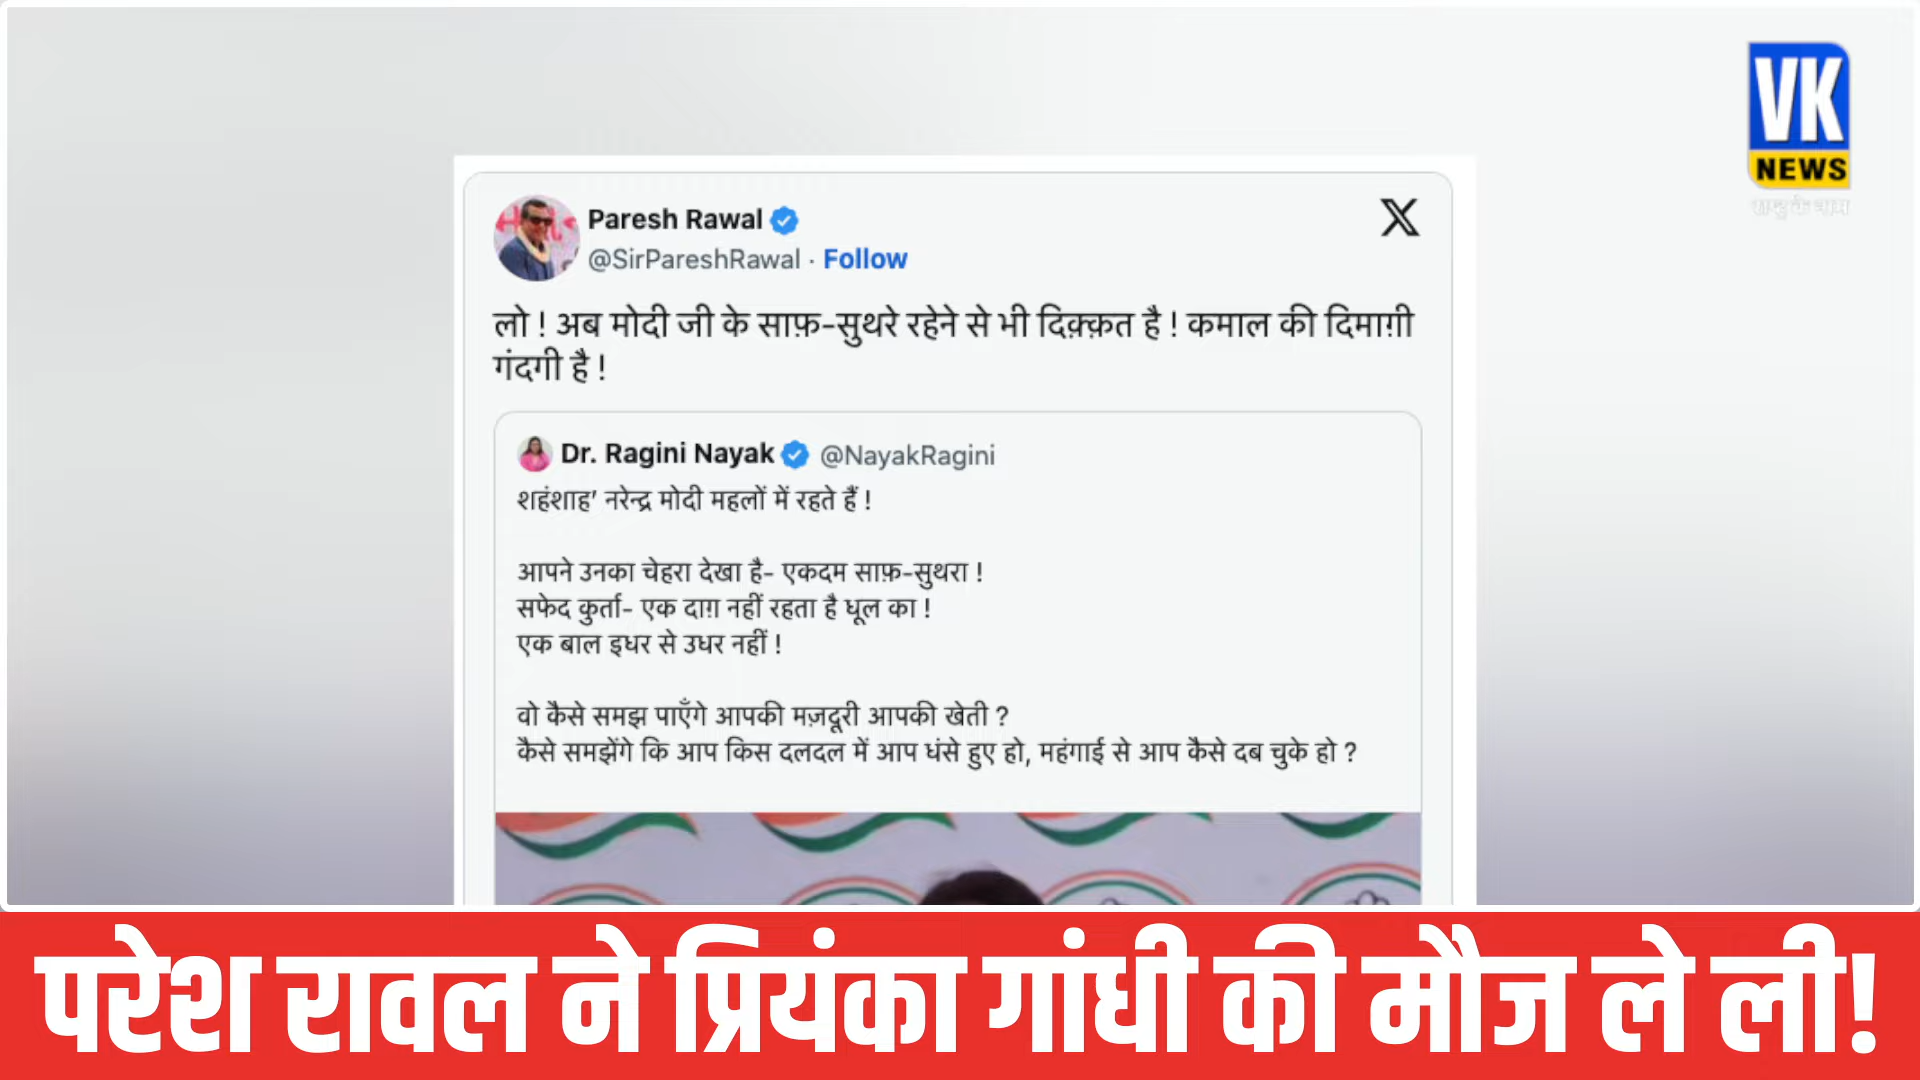 VK
NEWS
राष्ट्र के नाम
Paresh Rawal
@SirPareshRawal · Follow
लो ! अब मोदी जी के साफ़-सुथरे रहेने से भी दिक़्क़त है ! कमाल की दिमाग़ी
गंदगी है !
Dr. Ragini Nayak @NayakRagini
शहंशाह’ नरेन्द्र मोदी महलों में रहते हैं !
आपने उनका चेहरा देखा है- एकदम साफ़-सुथरा !
सफेद कुर्ता- एक दाग़ नहीं रहता है धूल का !
एक बाल इधर से उधर नहीं !
वो कैसे समझ पाएँगे आपकी मज़दूरी आपकी खेती ?
कैसे समझेंगे कि आप किस दलदल में आप धंसे हुए हो, महंगाई से आप कैसे दब चुके हो ?
परेश रावल ने प्रियंका गांधी की मौज ले ली!